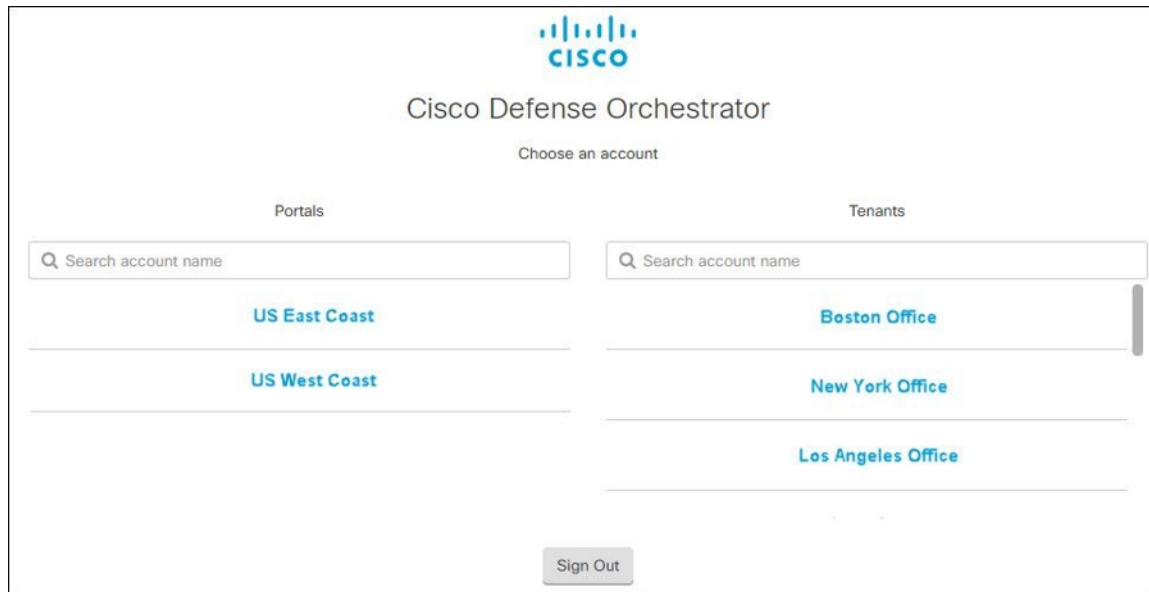 CISCO
Cisco Defense Orchestrator
Choose an account
Portals
Search account name
US East Coast
US West Coast
Tenants
Search account name
Boston Office
New York Office
Los Angeles Office
Sign Out